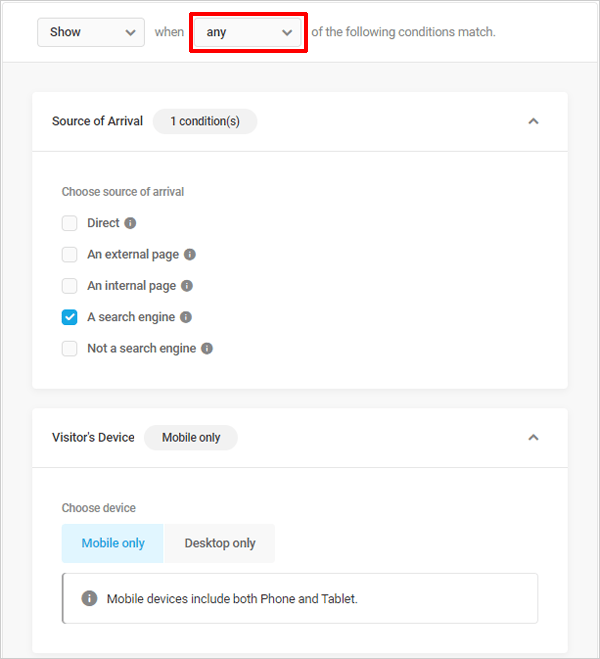 Show when any of the following conditions match.
Source of Arrival 1 condition(s)
Choose source of arrival
Direct
An external page
An internal page
A search engine
Not a search engine
Visitor's Device Mobile only
Choose device
Mobile only Desktop only
Mobile devices include both Phone and Tablet.